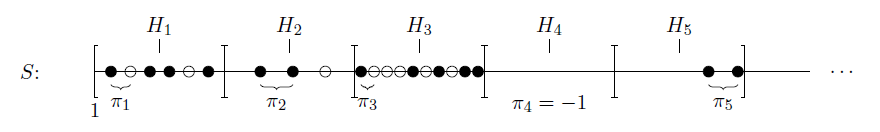 H₁ H₂ H₃ H₄ H₅
S: ...
1 π₁ π₂ π₃ π₄ = −1 π₅